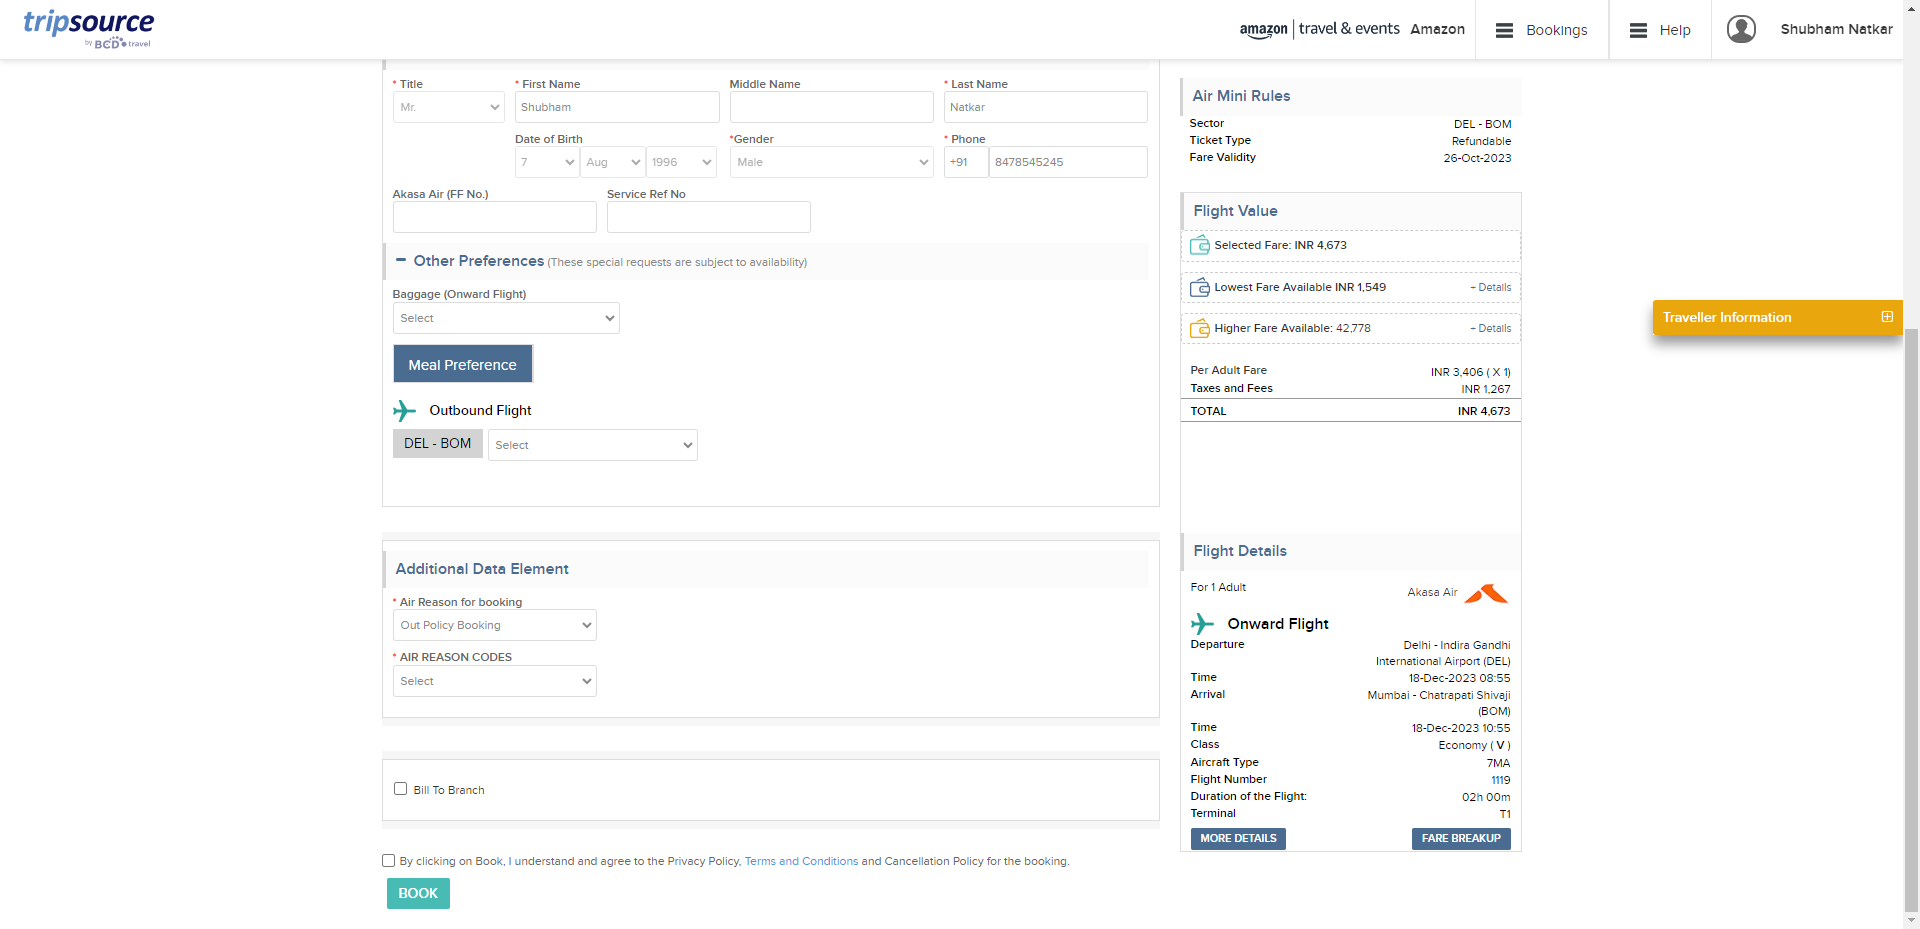 tripsource
by BCD travel
amazon | travel & events
Amazon
Bookings
Help
Shubham Natkar
* Title
* First Name
Middle Name
* Last Name
Mr.
Shubham
Natkar
Date of Birth
*Gender
* Phone
7
Aug
1996
Male
+91
8478545245
Akasa Air (FF No.)
Service Ref No
Other Preferences (These special requests are subject to availability)
Baggage (Onward Flight)
Select
Meal Preference
Outbound Flight
DEL - BOM
Select
Additional Data Element
* Air Reason for booking
Out Policy Booking
* AIR REASON CODES
Select
Bill To Branch
By clicking on Book, I understand and agree to the Privacy Policy, Terms and Conditions and Cancellation Policy for the booking.
BOOK
Air Mini Rules
Sector DEL - BOM
Ticket Type Refundable
Fare Validity 26-Oct-2023
Flight Value
Selected Fare: INR 4,673
Lowest Fare Available INR 1,549 + Details
Higher Fare Available: 42,778 + Details
Per Adult Fare INR 3,406 ( X 1)
Taxes and Fees INR 1,267
TOTAL INR 4,673
Flight Details
For 1 Adult
Akasa Air
Onward Flight
Departure Delhi - Indira Gandhi
International Airport (DEL)
Time 18-Dec-2023 08:55
Arrival Mumbai - Chatrapati Shivaji
(BOM)
Time 18-Dec-2023 10:55
Class Economy ( V )
Aircraft Type 7MA
Flight Number 1119
Duration of the Flight: 02h 00m
Terminal T1
MORE DETAILS
FARE BREAKUP
Traveller Information